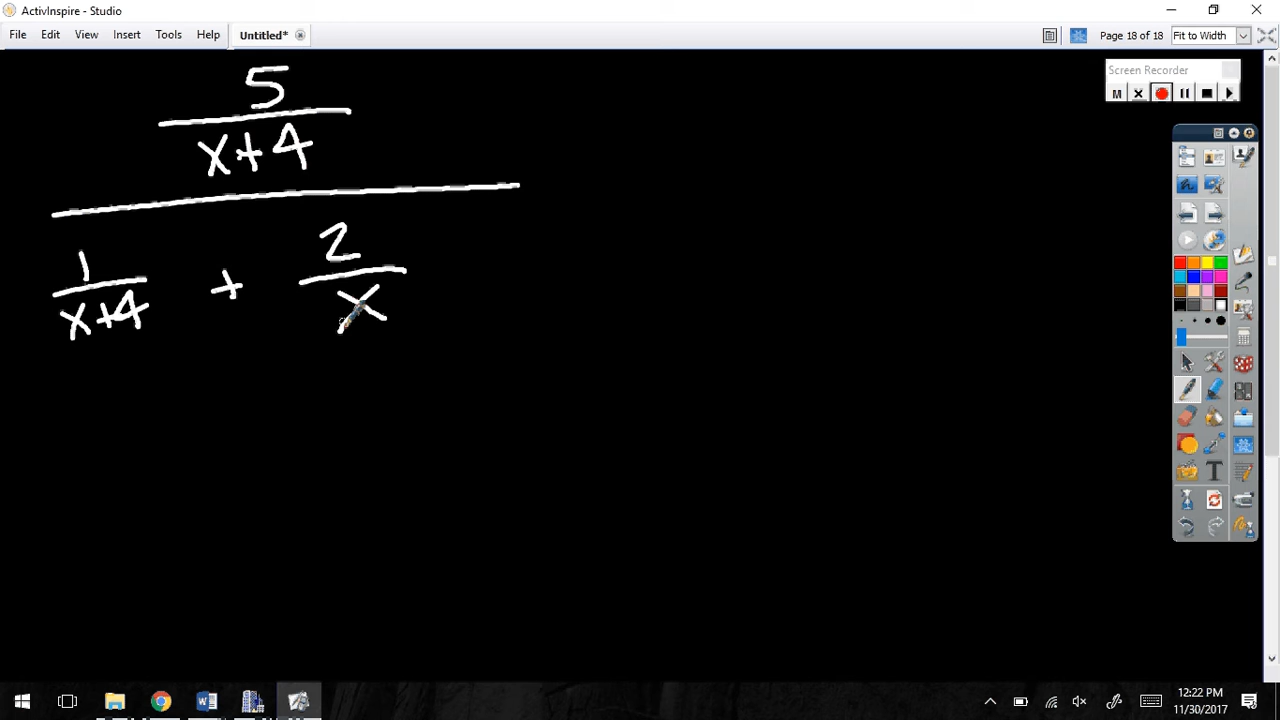 ActivInspire - Studio
File Edit View Insert Tools Help Untitled* Page 18 of 18 Fit to Width
Screen Recorder
M
5
x+4
1 + 2
x+4 x
T
12:22 PM
11/30/2017